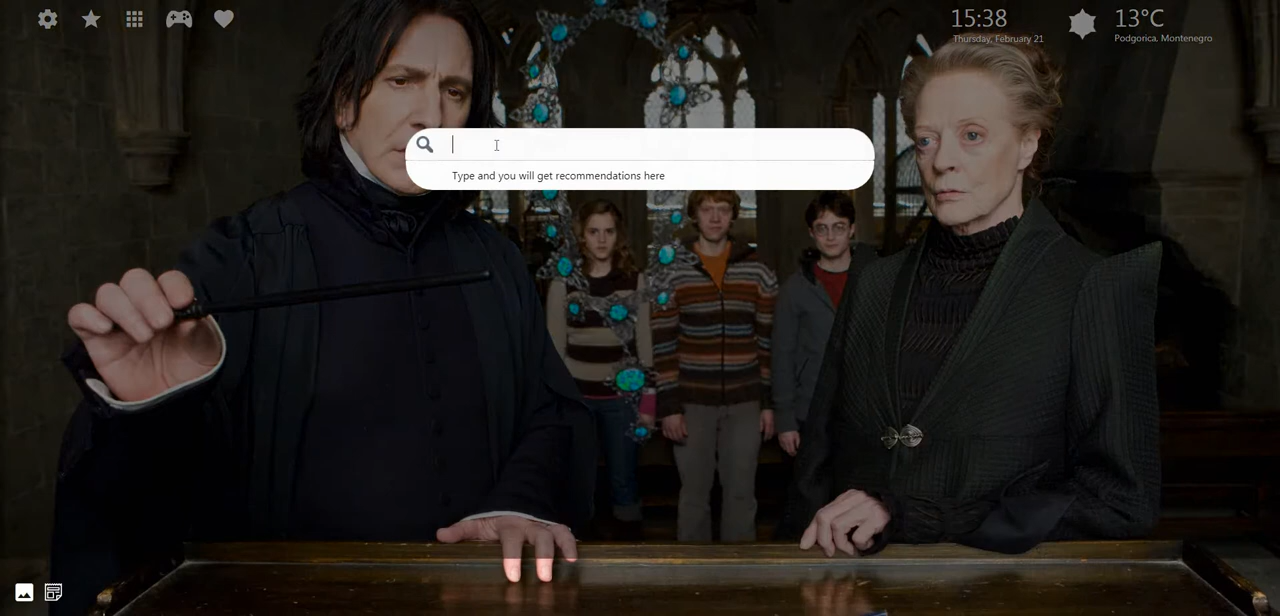 15:38
Thursday, February 21
13°C
Podgorica, Montenegro
Type and you will get recommendations here